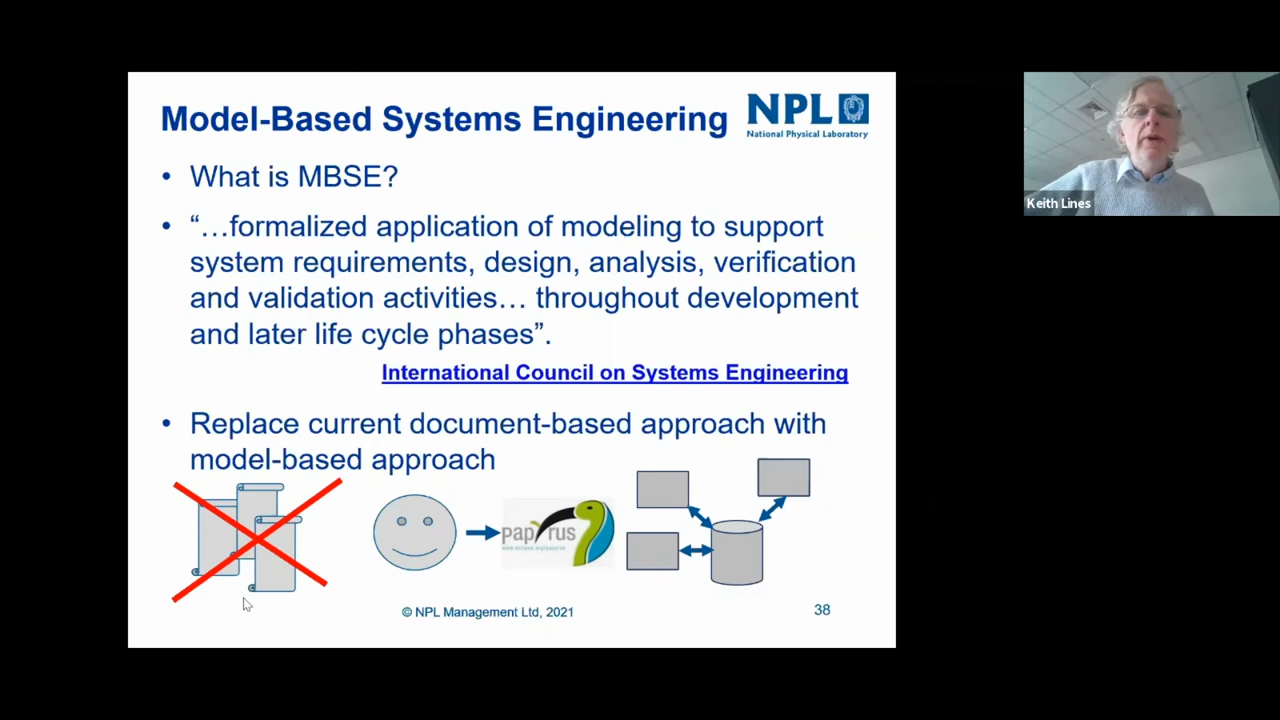 Model-Based Systems Engineering
NPL
National Physical Laboratory
• What is MBSE?
• “…formalized application of modeling to support
system requirements, design, analysis, verification
and validation activities… throughout development
and later life cycle phases”.
International Council on Systems Engineering
• Replace current document-based approach with
model-based approach
papyrus
© NPL Management Ltd, 2021
38
Keith Lines